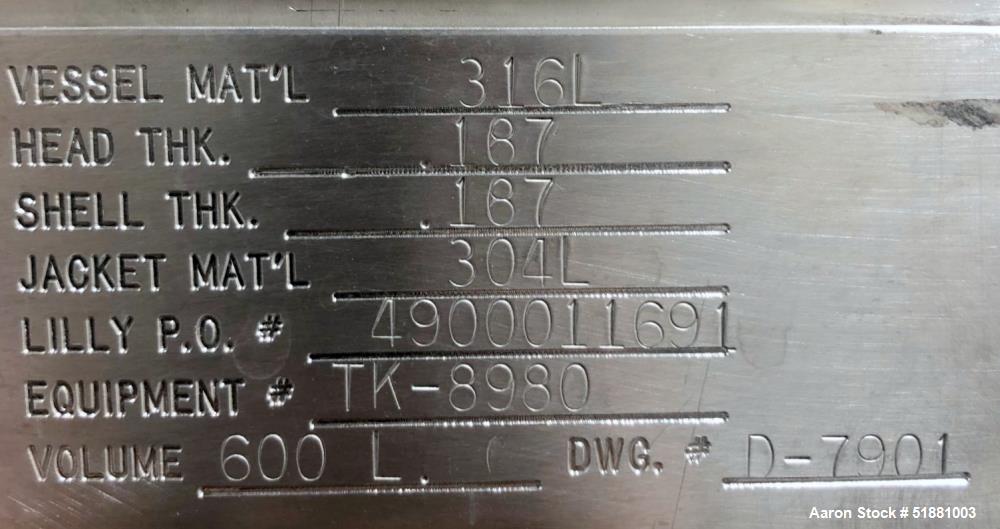 VESSEL MAT'L 316L
HEAD THK. .187
SHELL THK. .187
JACKET MAT'L 304L
LILLY P.O. # 4900011691
EQUIPMENT # TK-8980
VOLUME 600 L. DWG. # D-7901
Aaron Stock # 51881003